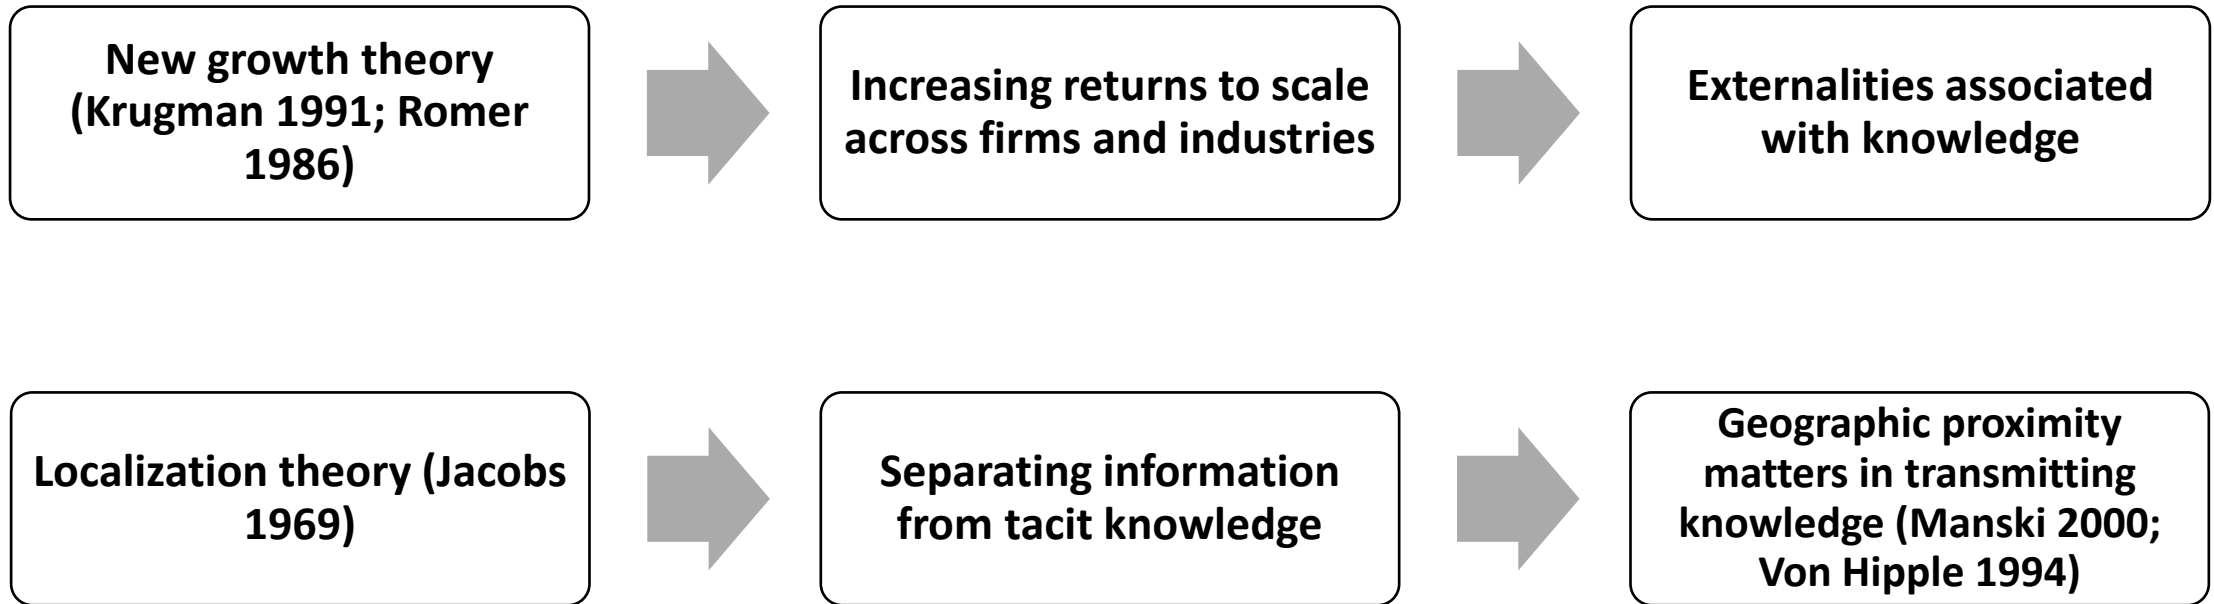 New growth theory
(Krugman 1991; Romer
1986)
Increasing returns to scale
across firms and industries
Externalities associated
with knowledge
Localization theory (Jacobs
1969)
Separating information
from tacit knowledge
Geographic proximity
matters in transmitting
knowledge (Manski 2000;
Von Hipple 1994)